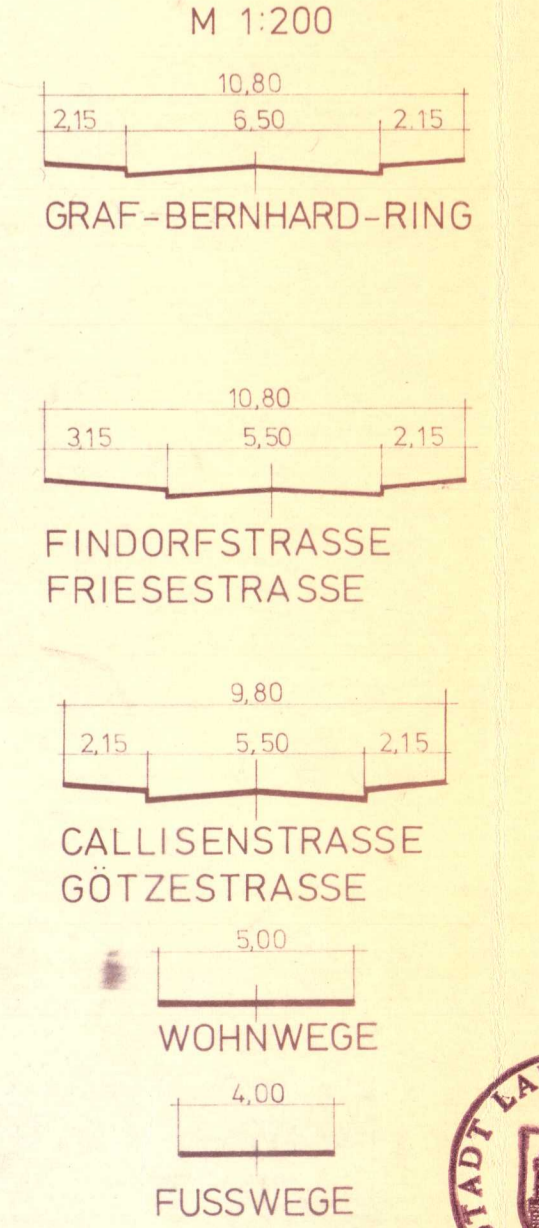 M 1:200
10,80
2,15 6,50 2,15
GRAF-BERNHARD-RING
10,80
3,15 5,50 2,15
FINDORFSTRASSE
FRIESESTRASSE
9,80
2,15 5,50 2,15
CALLISENSTRASSE
GÖTZESTRASSE
5,00
WOHNWEGE
4,00
FUSSWEGE